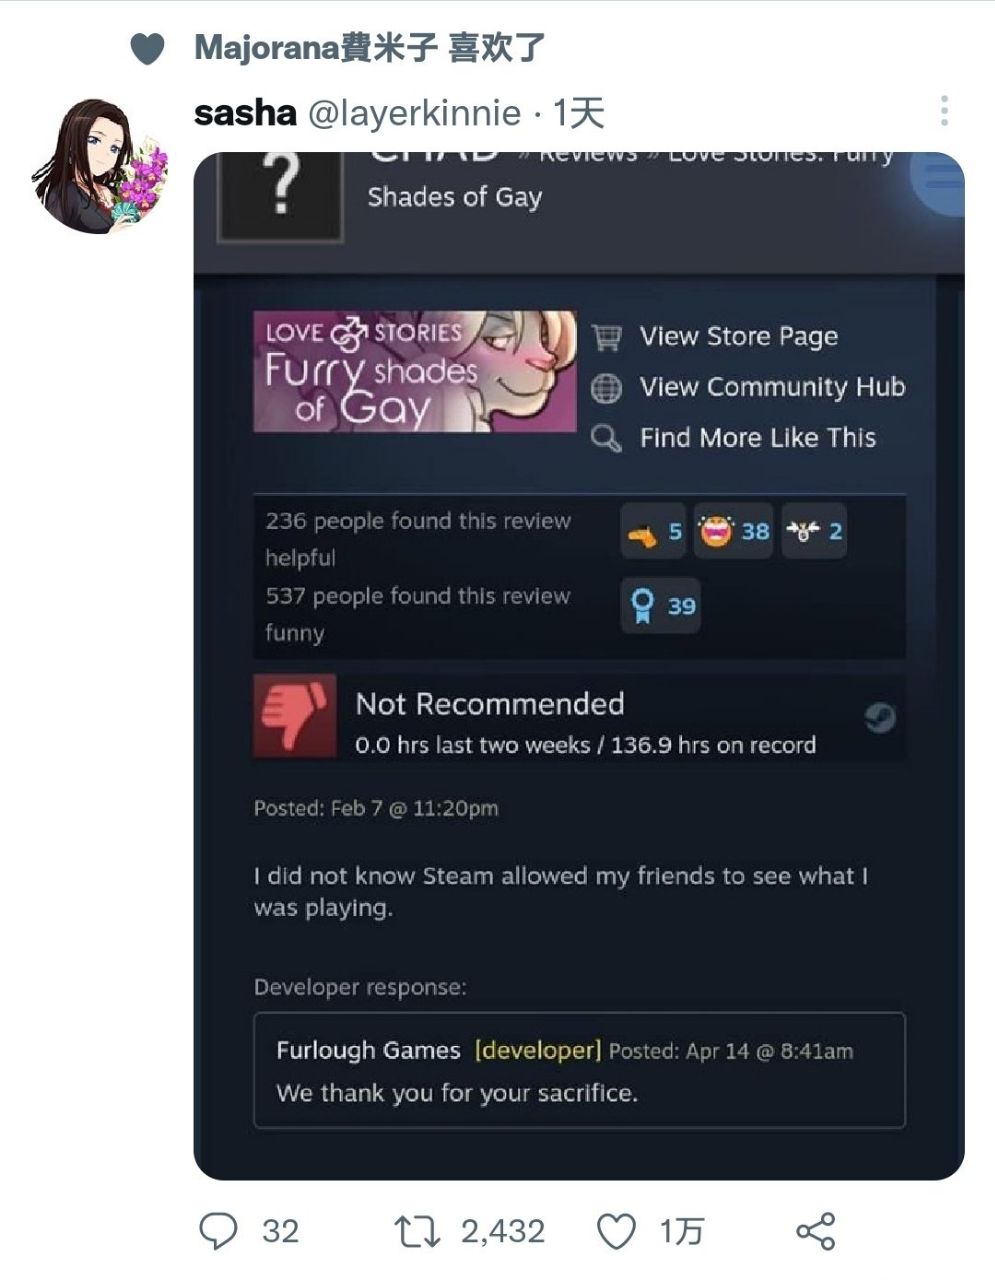 Majorana費米子 喜欢了
sasha @layerkinnie · 1天
CHAD » Reviews » Love Stories: Furry
Shades of Gay
?
LOVE STORIES
Furry shades
of Gay
View Store Page
View Community Hub
Find More Like This
236 people found this review
helpful
537 people found this review
funny
5
38
2
39
Not Recommended
0.0 hrs last two weeks / 136.9 hrs on record
Posted: Feb 7 @ 11:20pm
I did not know Steam allowed my friends to see what I
was playing.
Developer response:
Furlough Games [developer] Posted: Apr 14 @ 8:41am
We thank you for your sacrifice.
32
2,432
1万